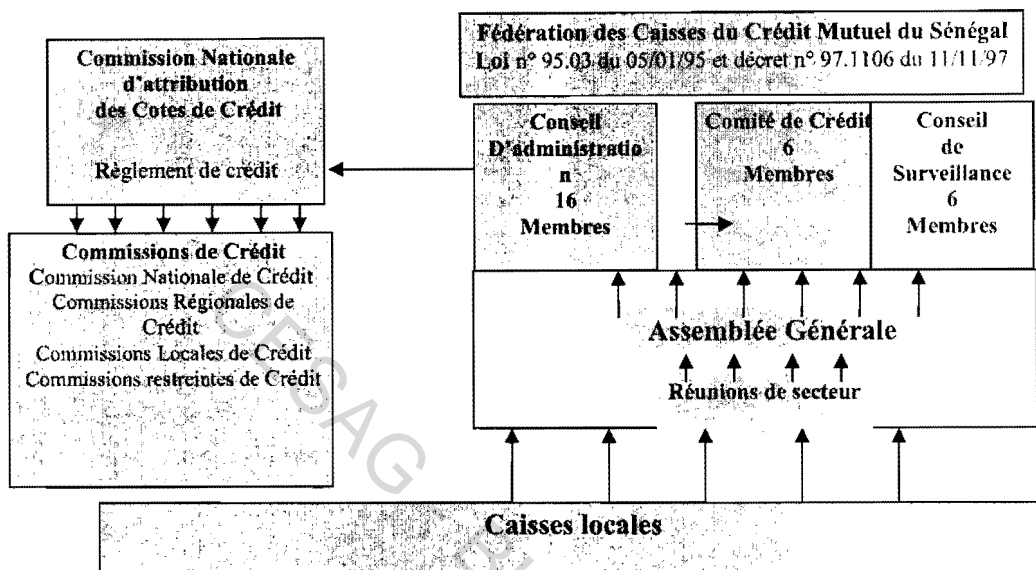 Commission Nationale
d'attribution
des Cotes de Crédit
Règlement de crédit
Commissions de Crédit
Commission Nationale de Crédit
Commissions Régionales de
Crédit
Commissions Locales de Crédit
Commissions restreintes de Crédit
Fédération des Caisses du Crédit Mutuel du Sénégal
Loi n° 95.03 du 05/01/95 et décret n° 97.1106 du 11/11/97
Conseil
D'administratio
n
16
Membres
Comité de Crédit
6
Membres
Conseil
de
Surveillance
6
Membres
Assemblée Générale
Réunions de secteur
Caisses locales
CESAG